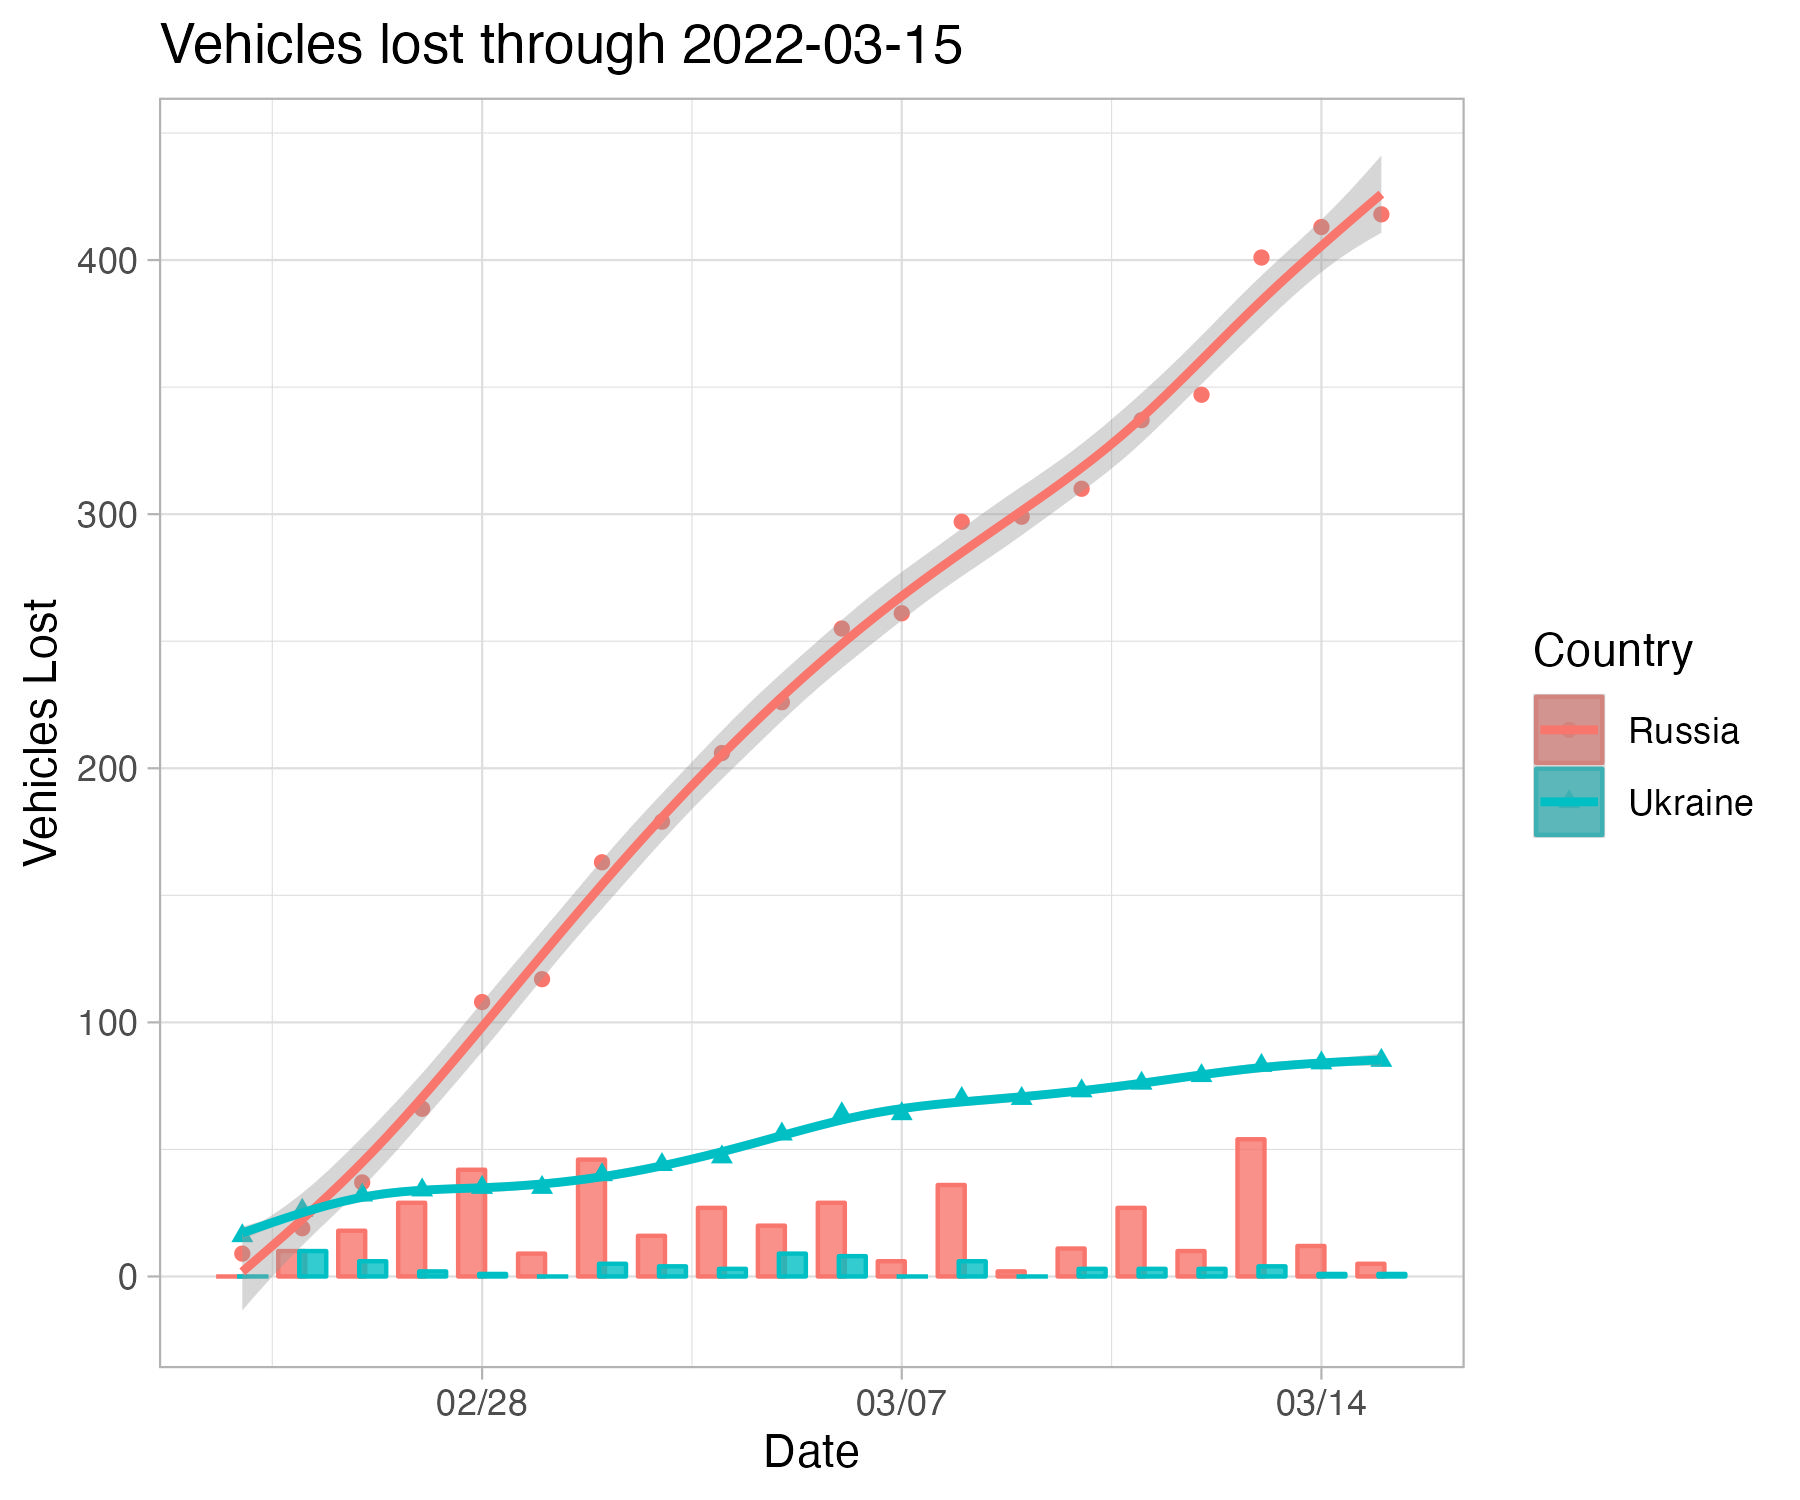 Vehicles lost through 2022-03-15
Vehicles Lost
400
300
200
100
0
02/28 03/07 03/14
Date
Country
Russia
Ukraine